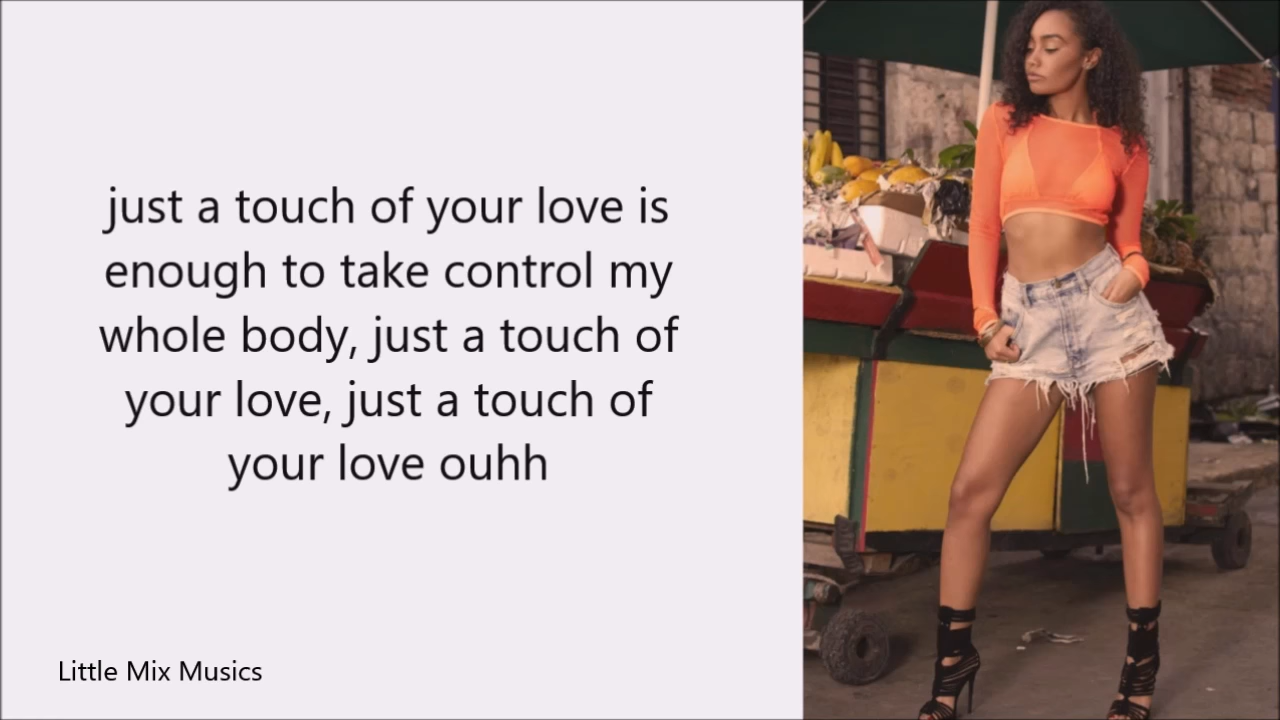 just a touch of your love is
enough to take control my
whole body, just a touch of
your love, just a touch of
your love ouhh
Little Mix Musics